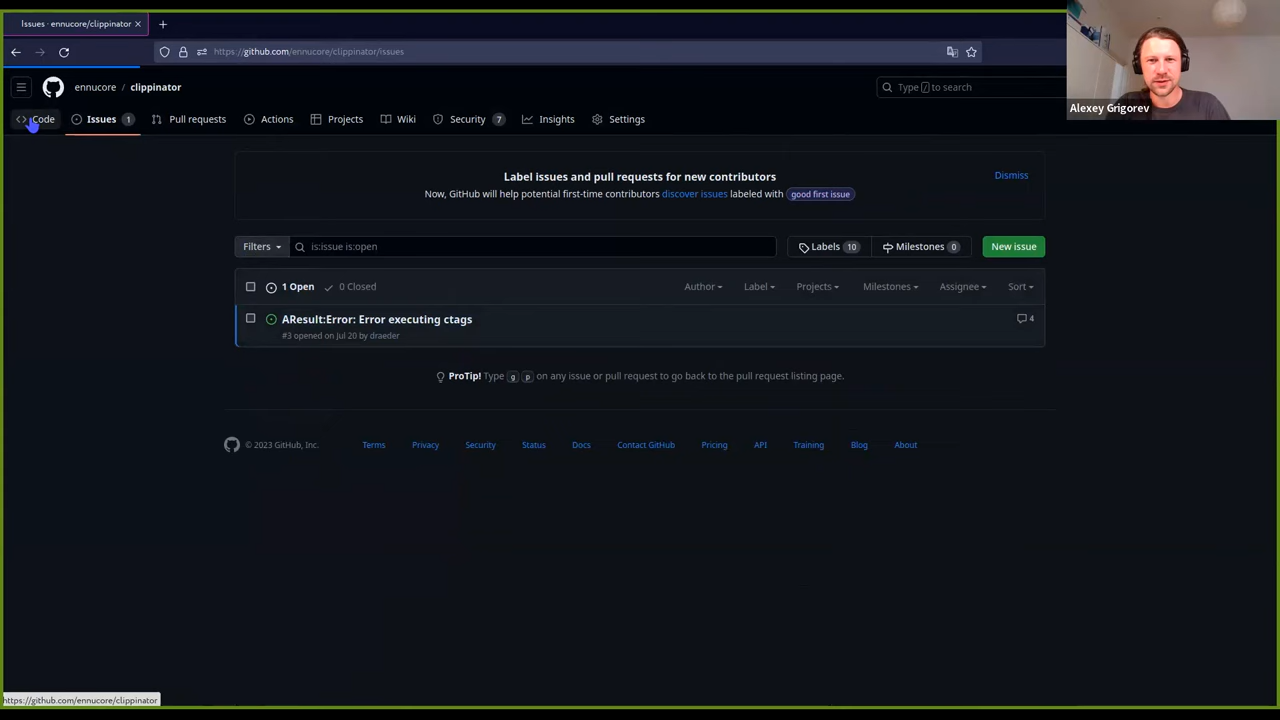 Issues · ennucore/clippinator
https://github.com/ennucore/clippinator/issues
ennucore / clippinator
Type / to search
Alexey Grigorev
Code
Issues 1
Pull requests
Actions
Projects
Wiki
Security 7
Insights
Settings
Label issues and pull requests for new contributors
Dismiss
Now, GitHub will help potential first-time contributors discover issues labeled with good first issue
Filters
is:issue is:open
Labels 10
Milestones 0
New issue
1 Open
0 Closed
Author
Label
Projects
Milestones
Assignee
Sort
AResult:Error: Error executing ctags
4
#3 opened on Jul 20 by draeder
ProTip! Type g p on any issue or pull request to go back to the pull request listing page.
© 2023 GitHub, Inc.
Terms
Privacy
Security
Status
Docs
Contact GitHub
Pricing
API
Training
Blog
About
https://github.com/ennucore/clippinator